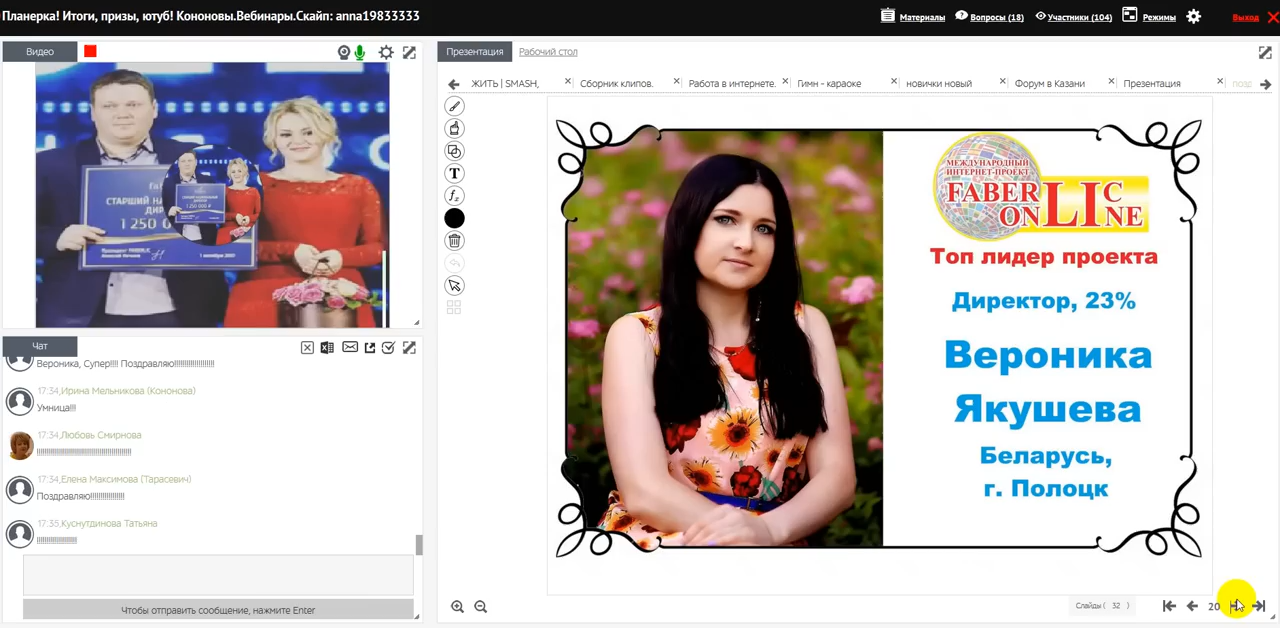 Планерка! Итоги, призы, ютуб! Кононовы.Вебинары.Скайп: anna19833333
Материалы
Вопросы (18)
Участники (104)
Режимы
Выход
Видео
СТАРШИЙ
1 250 0
Презентация
Рабочий стол
ЖИТЬ | SMASH,
Сборник клипов.
Работа в интернете.
Гимн - караоке
новички новый
Форум в Казани
Презентация
МЕЖДУНАРОДНЫЙ
ИНТЕРНЕТ-ПРОЕКТ
FABERLIC
ONLINE
Топ лидер проекта
Директор, 23%
Вероника
Якушева
Беларусь,
г. Полоцк
Чат
Вероника, Супер!!!! Поздравляю!!!!!!!!!!!!!!!!!!!!!
17:34,Ирина Мельникова (Кононова)
Умница!!!
17:34,Любовь Смирнова
!!!!!!!!!!!!!!!!!!!!!!!!!!!!!!!!!!!!!!!!!!!
17:34,Елена Максимова (Тарасевич)
Поздравляю!!!!!!!!!!!!!!!!
17:35,Куснутдинова Татьяна
!!!!!!!!!!!!!!!!!!
Чтобы отправить сообщение, нажмите Enter
Слайды ( 32 )
20